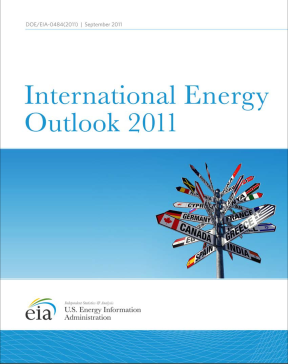 DOE/EIA-0484(2011) | September 2011
International Energy
Outlook 2011
CYPRUS
GERMANY
FRANCE
CANADA
GREECE
SPAIN
INDIA
Independent Statistics & Analysis
eia
U.S. Energy Information
Administration